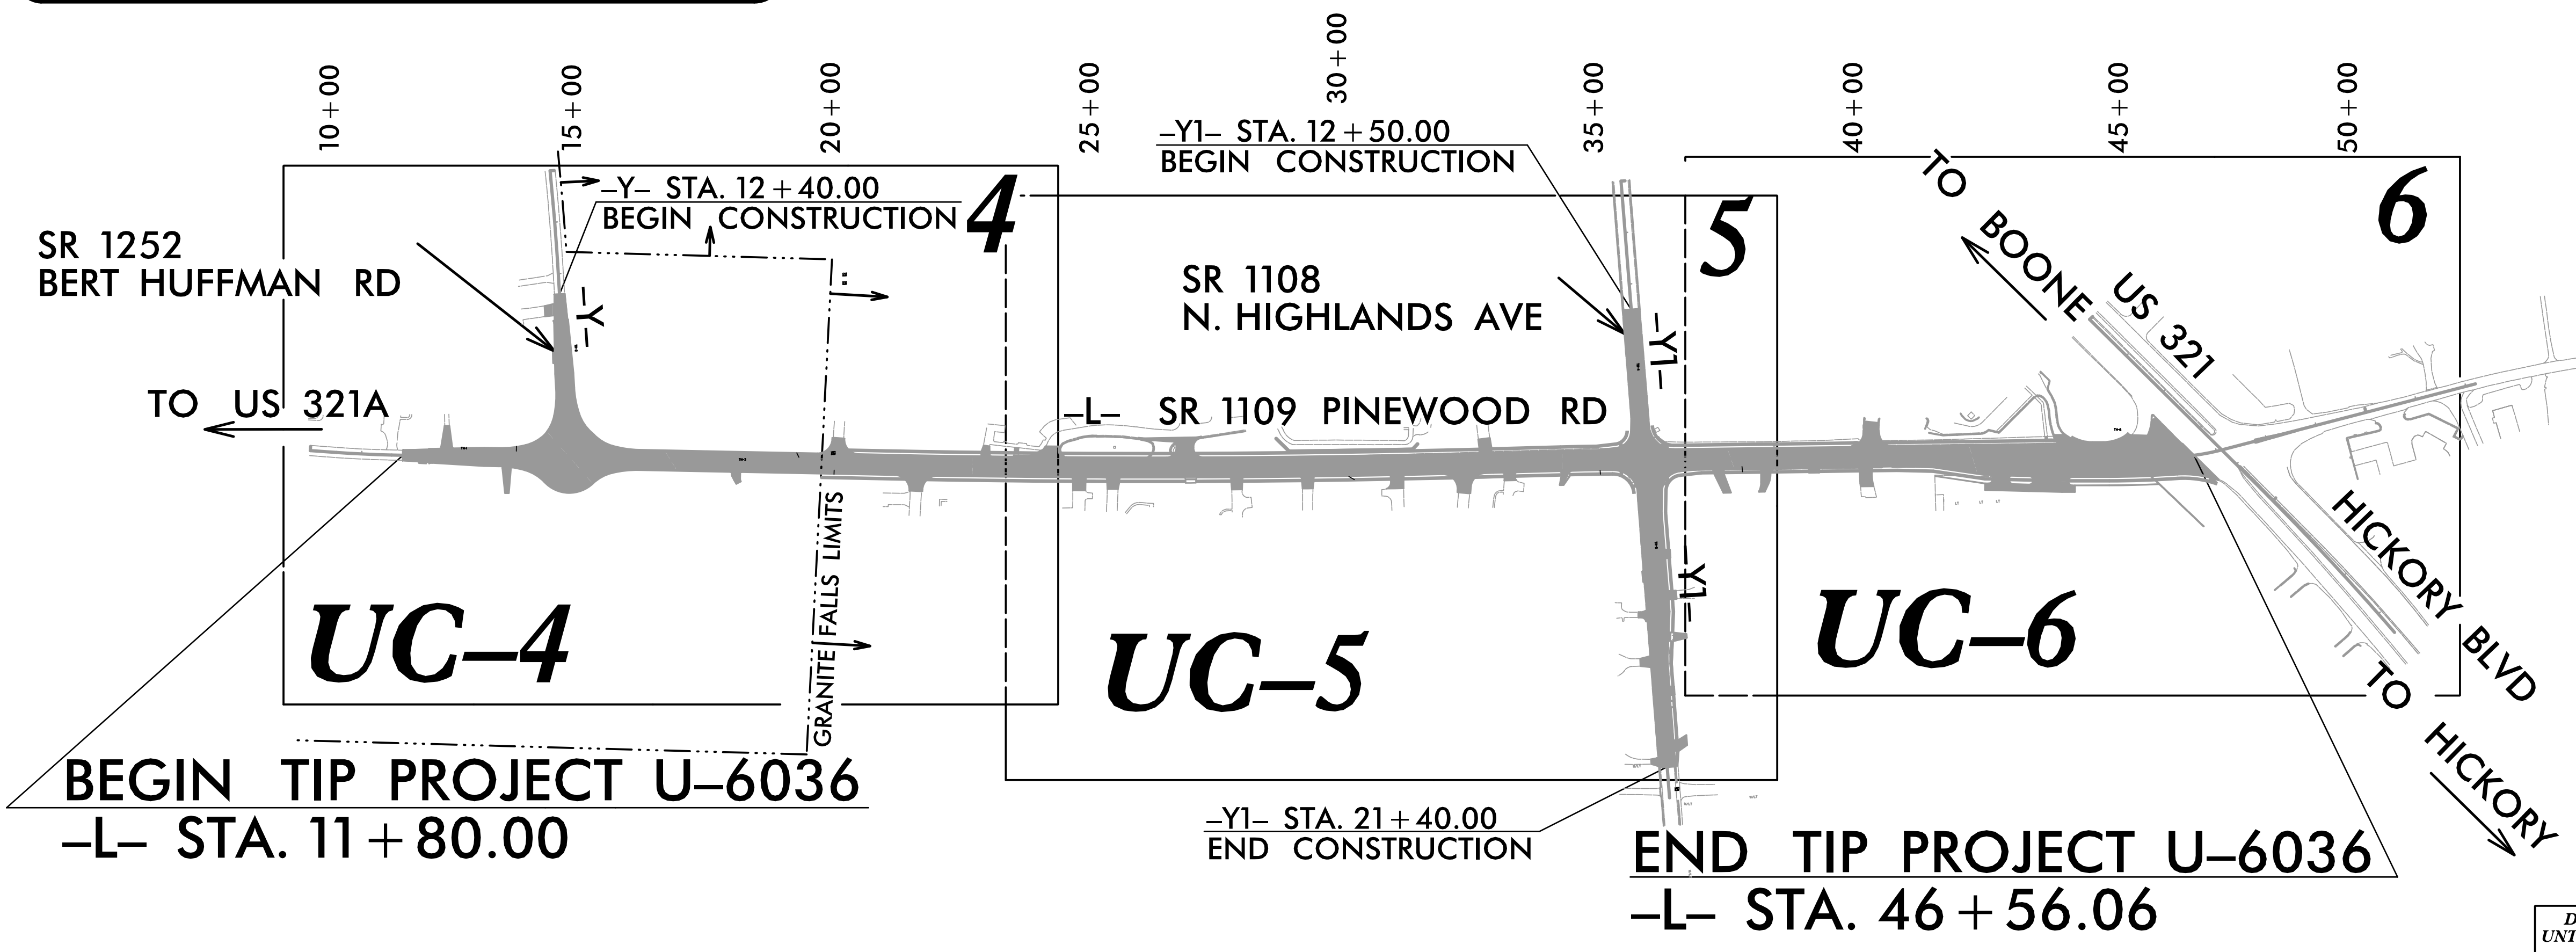 10+00
15+00
20+00
25+00
30+00
35+00
40+00
45+00
50+00
-Y1- STA. 12+50.00
BEGIN CONSTRUCTION
-Y- STA. 12+40.00
BEGIN CONSTRUCTION
4
5
6
SR 1252
BERT HUFFMAN RD
-Y-
TO US 321A
SR 1108
N. HIGHLANDS AVE
-Y1-
-L- SR 1109 PINEWOOD RD
TO BOONE
US 321
GRANITE FALLS LIMITS
-Y1-
HICKORY BLVD
TO HICKORY
UC-4
UC-5
UC-6
BEGIN TIP PROJECT U-6036
-L- STA. 11+80.00
-Y1- STA. 21+40.00
END CONSTRUCTION
END TIP PROJECT U-6036
-L- STA. 46+56.06